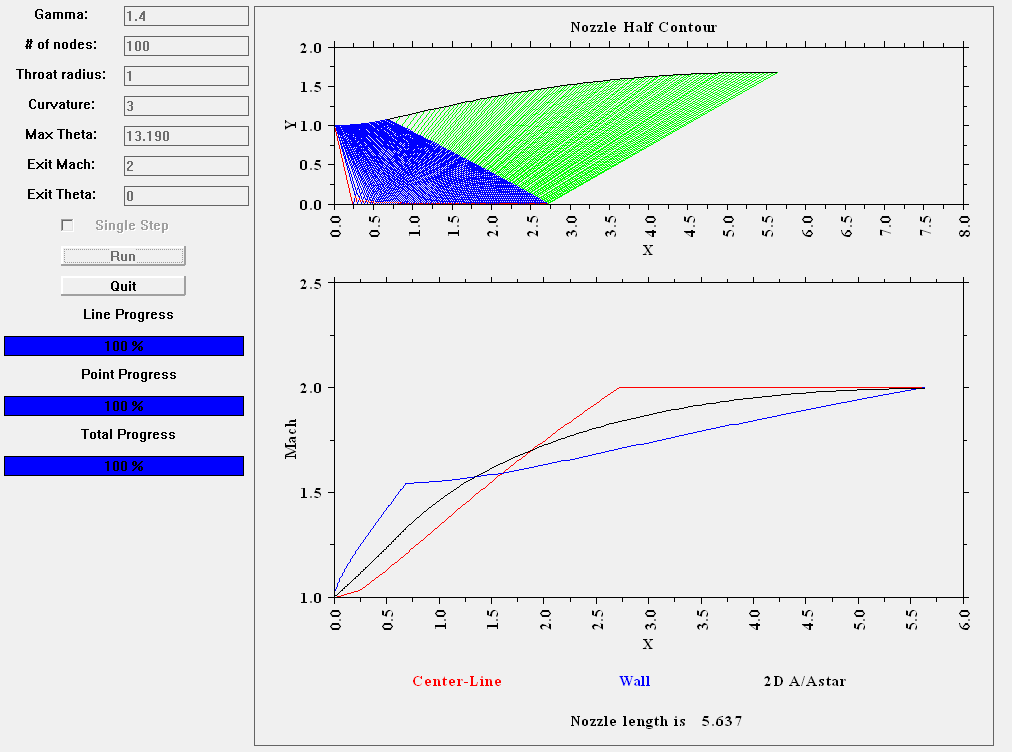 Gamma: 1.4
# of nodes: 100
Throat radius: 1
Curvature: 3
Max Theta: 13.190
Exit Mach: 2
Exit Theta: 0
Single Step
Run
Quit
Line Progress
100 %
Point Progress
100 %
Total Progress
100 %
Nozzle Half Contour
2.0
1.5
1.0
0.5
0.0
Y
0.0 0.5 1.0 1.5 2.0 2.5 3.0 3.5 4.0 4.5 5.0 5.5 6.0 6.5 7.0 7.5 8.0
X
2.5
2.0
1.5
1.0
Mach
0.0 0.5 1.0 1.5 2.0 2.5 3.0 3.5 4.0 4.5 5.0 5.5 6.0
X
Center-Line Wall 2D A/Astar
Nozzle length is 5.637